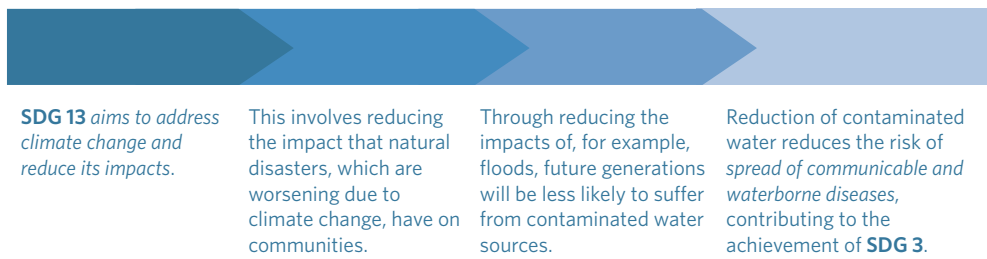 SDG 13 aims to address
climate change and
reduce its impacts.
This involves reducing
the impact that natural
disasters, which are
worsening due to
climate change, have on
communities.
Through reducing the
impacts of, for example,
floods, future generations
will be less likely to suffer
from contaminated water
sources.
Reduction of contaminated
water reduces the risk of
spread of communicable and
waterborne diseases,
contributing to the
achievement of SDG 3.